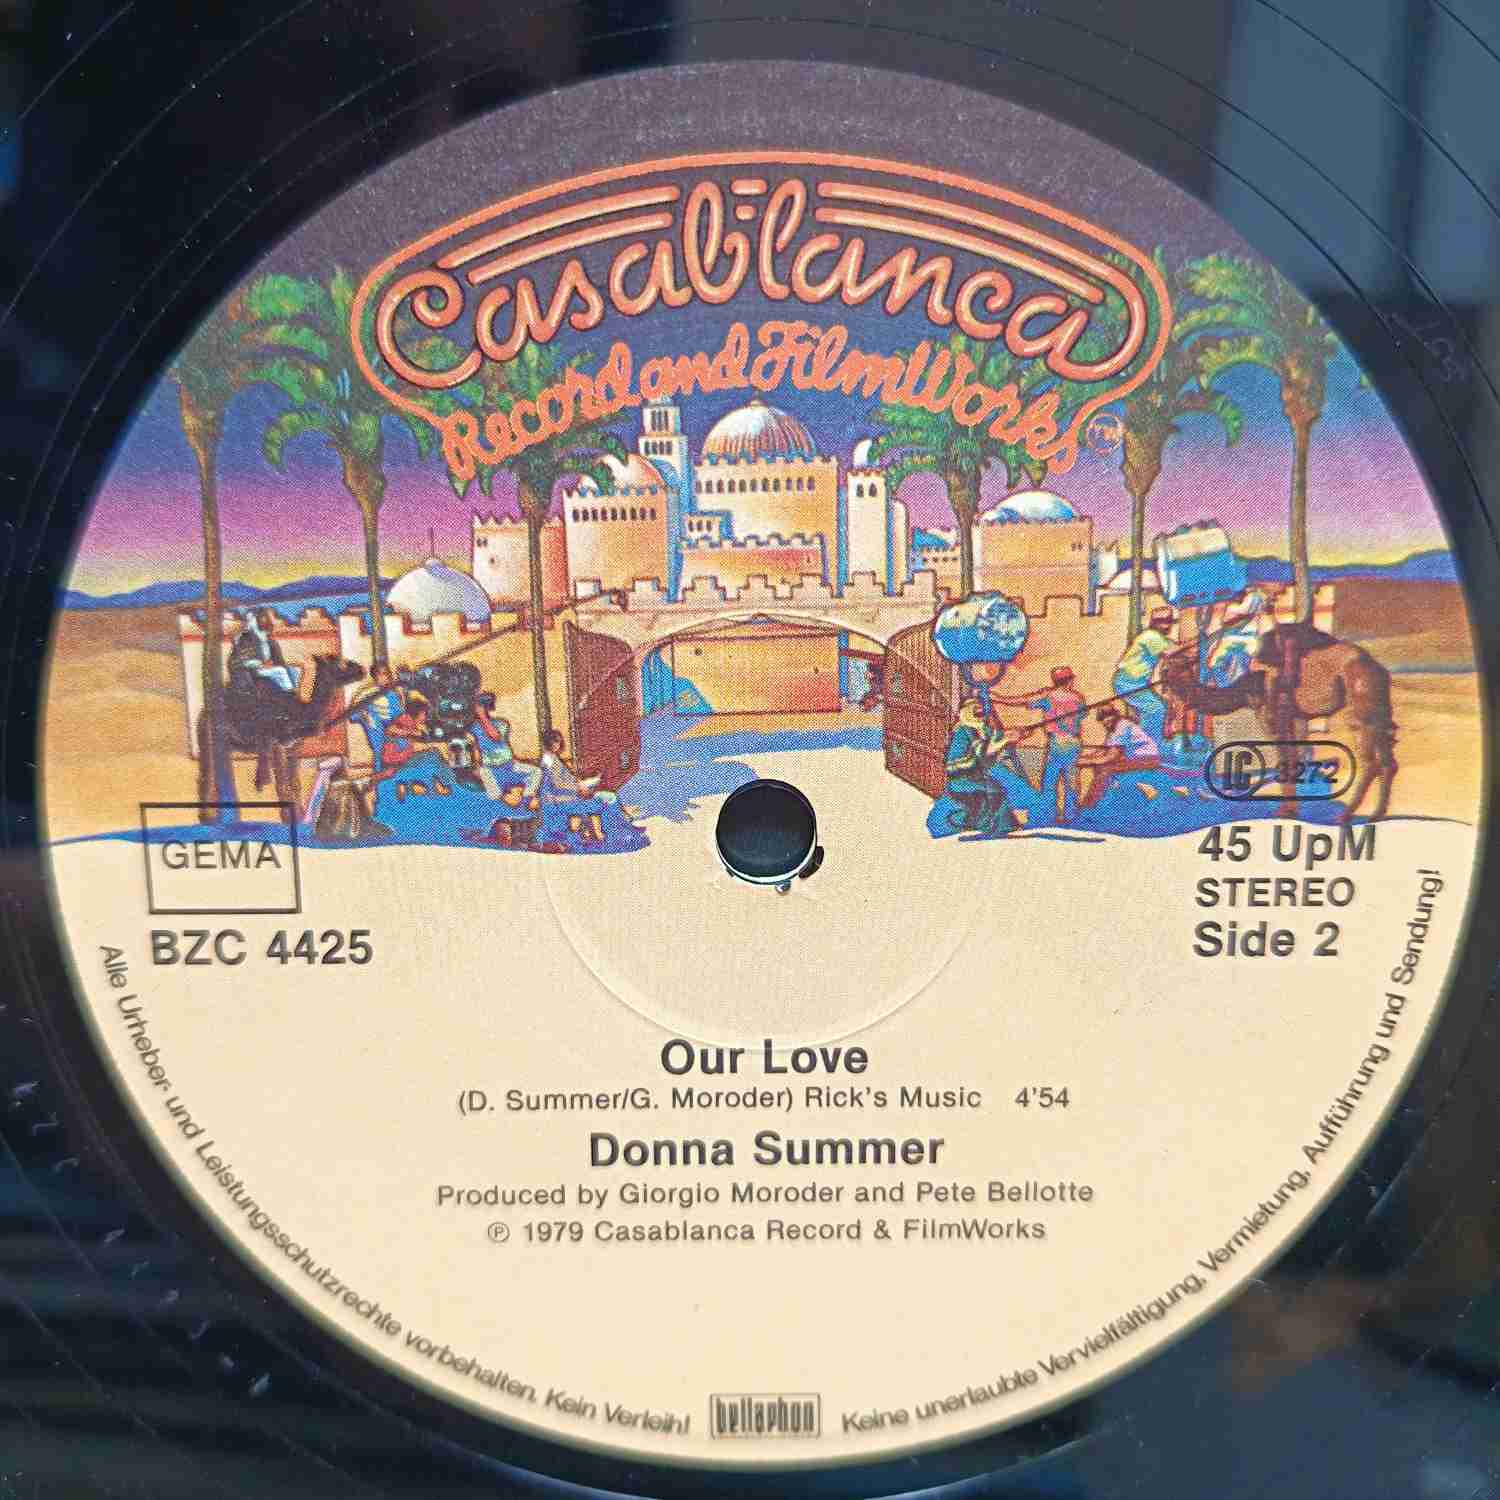 Casablanca
Record and FilmWorks
TM
LC 3272
GEMA
45 UpM
STEREO
BZC 4425
Side 2
Our Love
(D. Summer/G. Moroder) Rick's Music 4'54
Donna Summer
Produced by Giorgio Moroder and Pete Bellotte
℗ 1979 Casablanca Record & FilmWorks
Alle Urheber- und Leistungsschutzrechte vorbehalten. Kein Verleih!
bellaphon
Keine unerlaubte Vervielfältigung, Vermietung, Aufführung und Sendung!